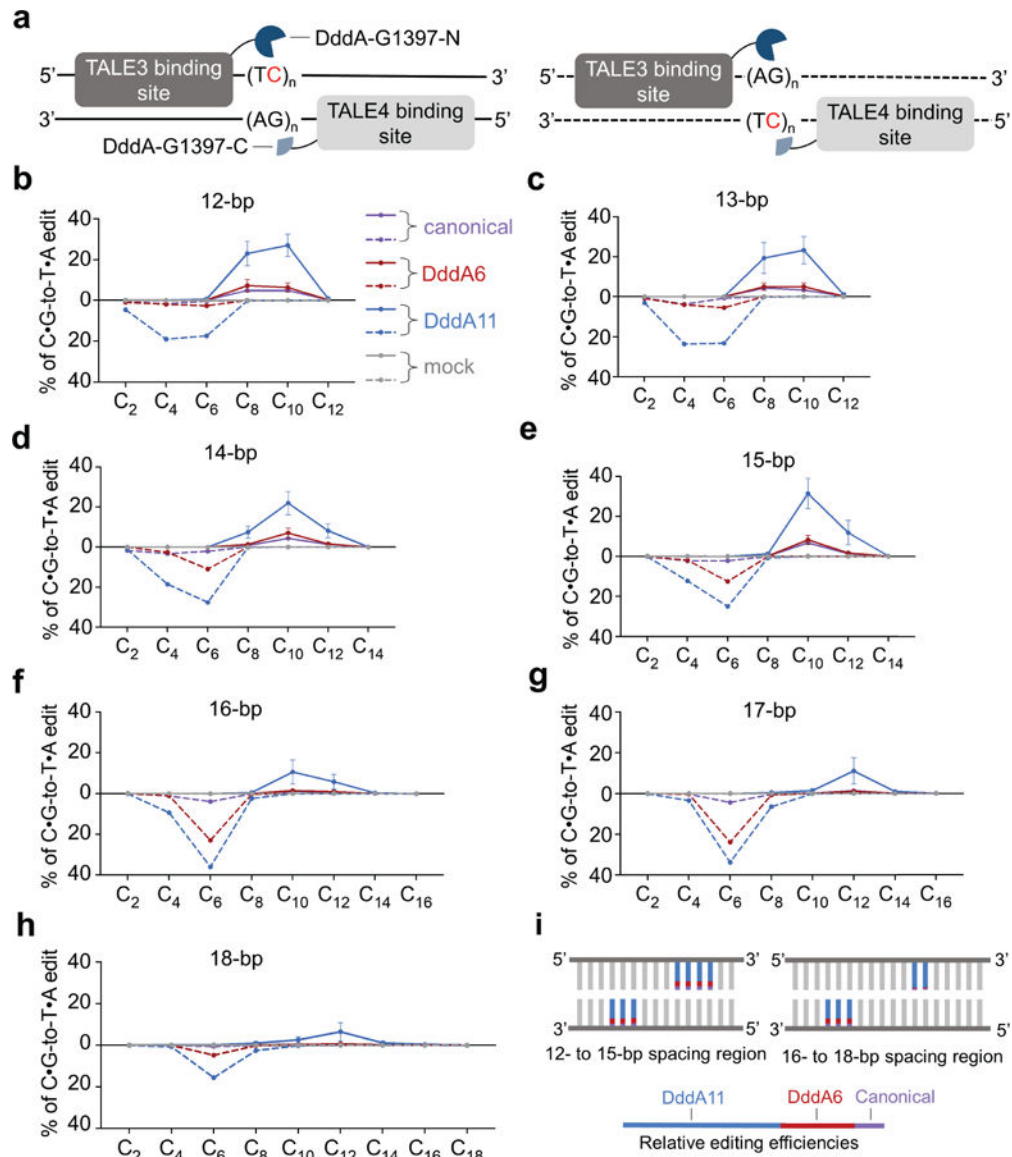 a
DddA-G1397-N
5’ TALE3 binding site (TC)n 3’
3’ (AG)n TALE4 binding site 5’
DddA-G1397-C
5’ TALE3 binding site (AG)n 3’
3’ (TC)n TALE4 binding site 5’
b
12-bp
% of C•G-to-T•A edit
40
20
0
20
40
C2 C4 C6 C8 C10 C12
canonical
DddA6
DddA11
mock
c
13-bp
% of C•G-to-T•A edit
40
20
0
20
40
C2 C4 C6 C8 C10 C12
d
14-bp
% of C•G-to-T•A edit
40
20
0
20
40
C2 C4 C6 C8 C10 C12 C14
e
15-bp
% of C•G-to-T•A edit
40
20
0
20
40
C2 C4 C6 C8 C10 C12 C14
f
16-bp
% of C•G-to-T•A edit
40
20
0
20
40
C2 C4 C6 C8 C10 C12 C14 C16
g
17-bp
% of C•G-to-T•A edit
40
20
0
20
40
C2 C4 C6 C8 C10 C12 C14 C16
h
18-bp
% of C•G-to-T•A edit
40
20
0
20
40
C2 C4 C6 C8 C10 C12 C14 C16 C18
i
5’ 3’ 5’ 3’
3’ 5’ 3’ 5’
12- to 15-bp spacing region 16- to 18-bp spacing region
DddA11 DddA6 Canonical
Relative editing efficiencies